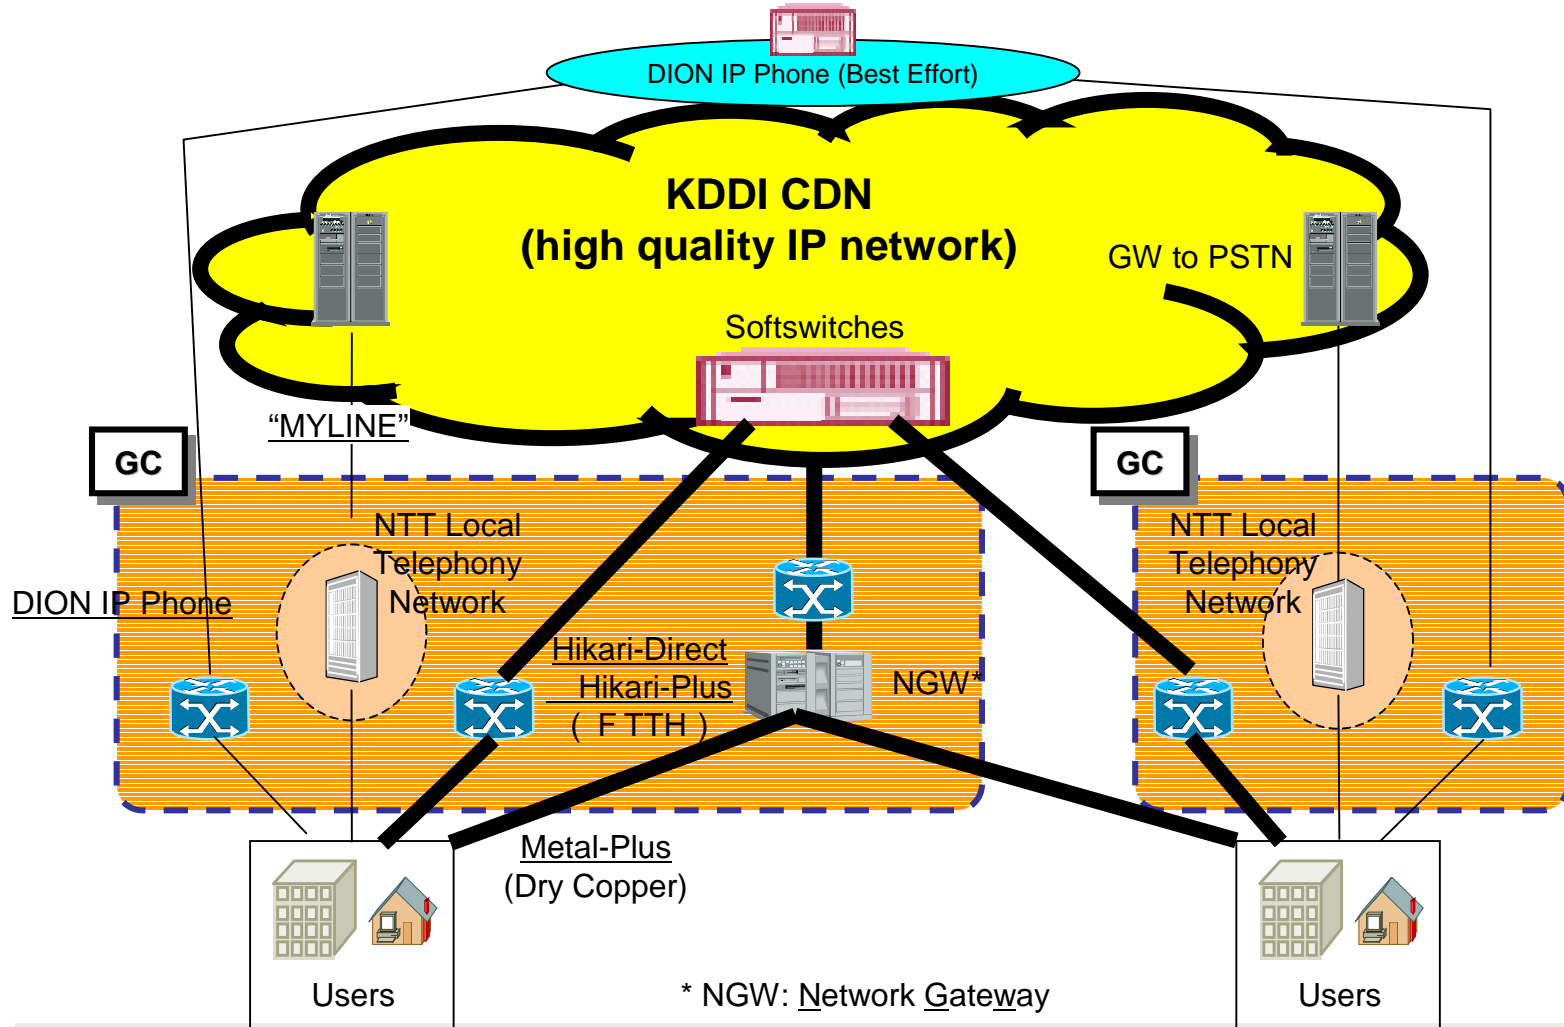 DION IP Phone (Best Effort)
KDDI CDN
(high quality IP network)
GW to PSTN
Softswitches
“MYLINE”
GC
GC
NTT Local
Telephony
Network
NTT Local
Telephony
Network
DION IP Phone
Hikari-Direct
Hikari-Plus
( F TTH )
NGW*
Metal-Plus
(Dry Copper)
Users
* NGW: Network Gateway
Users